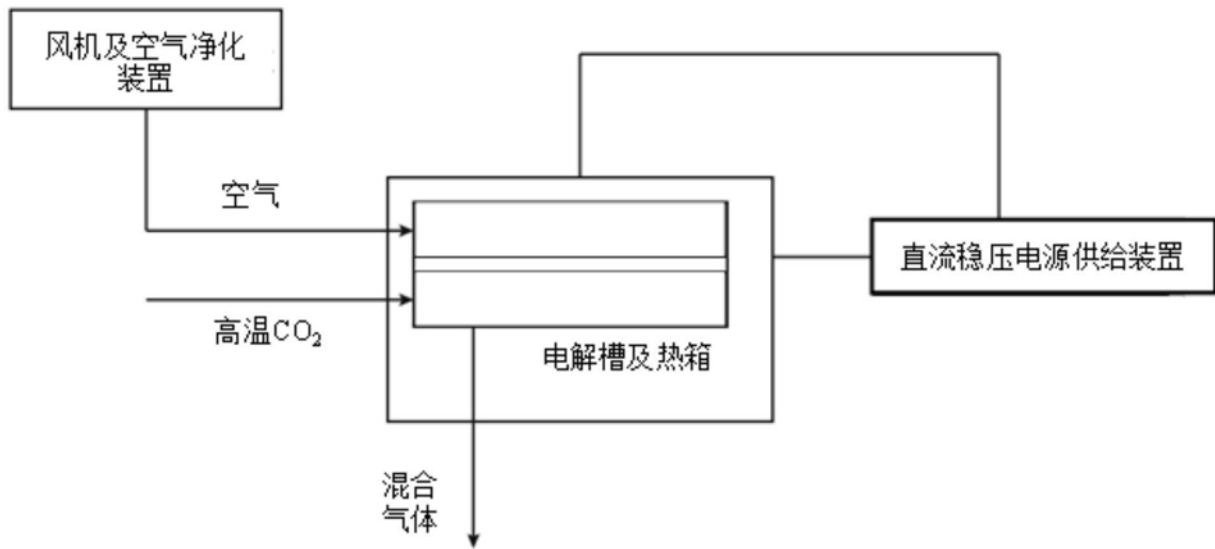 风机及空气净化
装置
空气
高温CO₂
直流稳压电源供给装置
电解槽及热箱
混合
气体